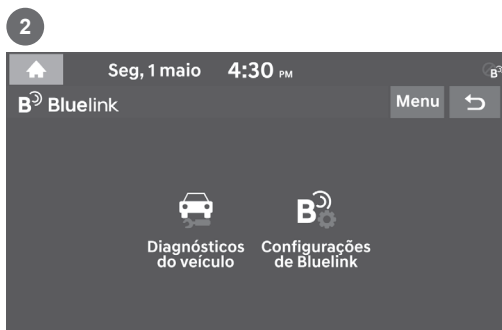 2
Seg, 1 maio 4:30 PM
B Bluelink Menu
Diagnósticos do veículo
Configurações de Bluelink